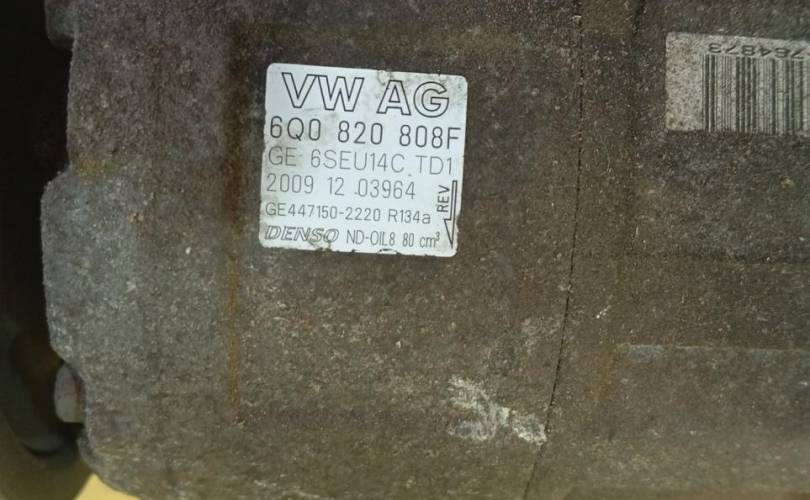 VW AG
6Q0 820 808F
GE 6SEU14C TD1
2009 12 03964
GE447150-2220 R134a
DENSO ND-OIL8 80 cm³
REV
764873